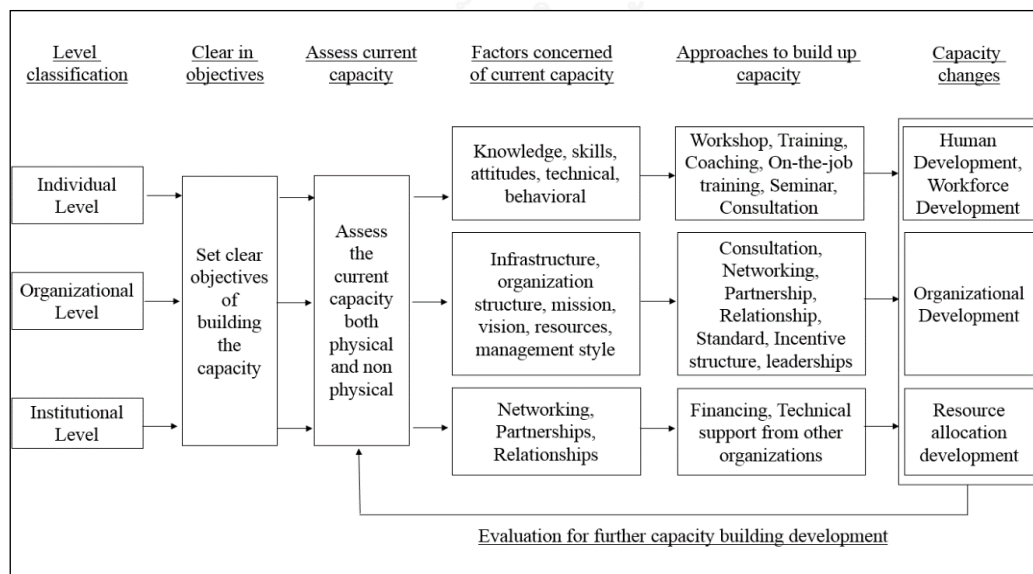 Level
classification
Clear in
objectives
Assess current
capacity
Factors concerned
of current capacity
Approaches to build up
capacity
Capacity
changes
Individual
Level
Organizational
Level
Institutional
Level
Set clear
objectives
of
building
the
capacity
Assess
the
current
capacity
both
physical
and non
physical
Knowledge, skills,
attitudes, technical,
behavioral
Workshop, Training,
Coaching, On-the-job
training, Seminar,
Consultation
Human
Development,
Workforce
Development
Infrastructure,
organization
structure, mission,
vision, resources,
management style
Consultation,
Networking,
Partnership,
Relationship,
Standard, Incentive
structure, leaderships
Organizational
Development
Networking,
Partnerships,
Relationships
Financing, Technical
support from other
organizations
Resource
allocation
development
Evaluation for further capacity building development